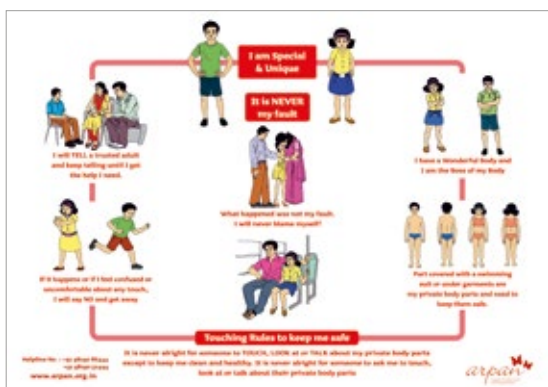 I am Special
& Unique
It is NEVER
my fault
I will TELL a trusted adult
and keep telling until I get
the help I need.
I have a Wonderful Body and
I am the Boss of my Body
What happened was not my fault.
I will never blame myself!
If it happens or if I feel confused or
uncomfortable about any touch,
I will say NO and get away
Part covered with a swimming
suit or under garments are
my private body parts and need to
keep them safe.
Touching Rules to keep me safe
It is never alright for someone to TOUCH, LOOK at or TALK about my private body parts
except to keep me clean and healthy. It is never alright for someone to ask me to touch,
look at or talk about their private body parts
Helpline No :
www.arpan.org.in
arpan